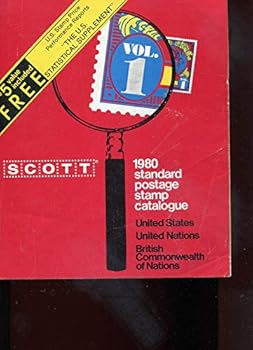 U.S. Stamp Price
Performance Reports
"THE U.S.
STATISTICAL SUPPLEMENT"
5 value
included
FREE
VOL.
1
SCOTT
1980
standard
postage
stamp
catalogue
United States
United Nations
British
Commonwealth
of Nations